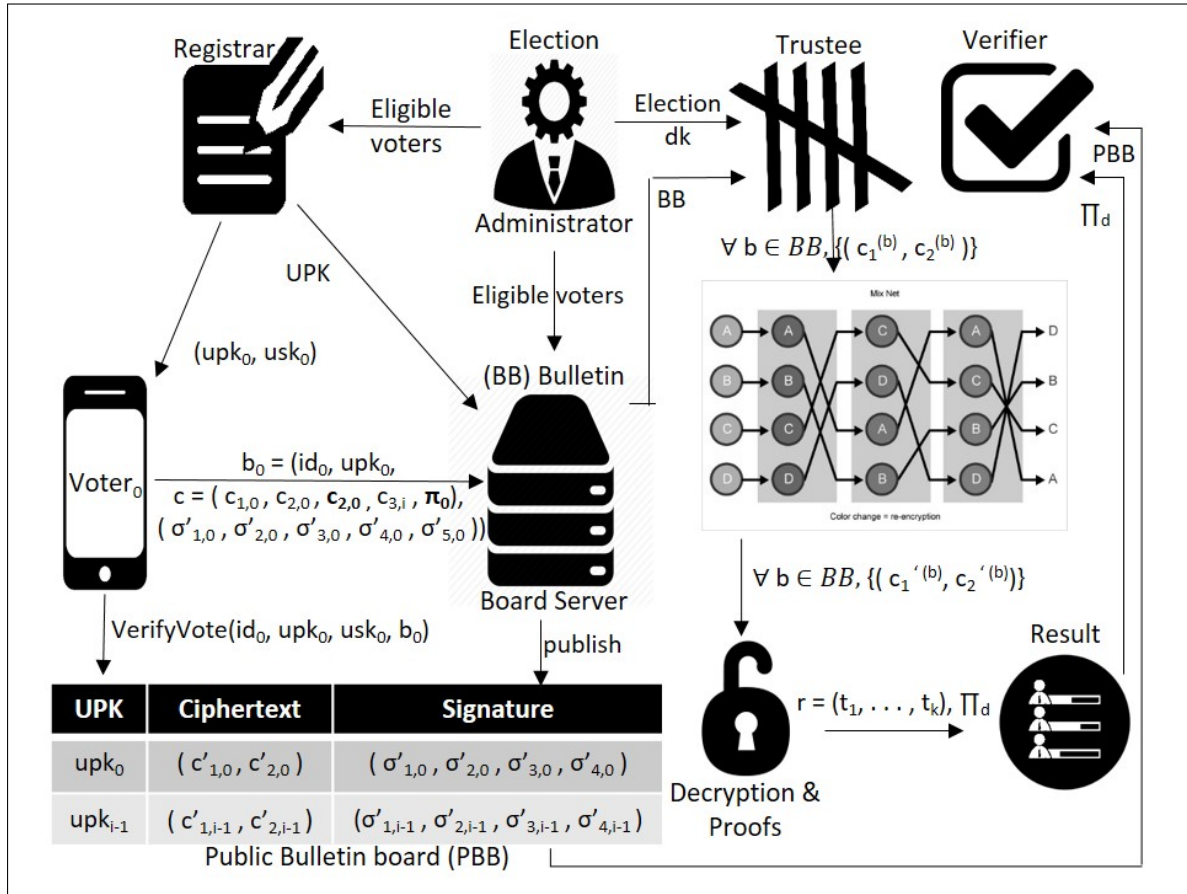 Registrar
Election
Administrator
Trustee
Verifier
Eligible
voters
Election
dk
BB
PBB
∏d
UPK
Eligible voters
∀ b ∈ BB, {( c₁⁽ᵇ⁾ , c₂⁽ᵇ⁾ )}
(upk₀, usk₀)
(BB) Bulletin
Board Server
Voter₀
b₀ = (id₀, upk₀,
c = ( c₁,₀ , c₂,₀ , c₂,₀ , c₃,ᵢ , π₀),
( σ'₁,₀ , σ'₂,₀ , σ'₃,₀ , σ'₄,₀ , σ'₅,₀ ))
Mix Net
A A C A D
B B D C B
C C A B C
D D B D A
Color change = re-encryption
∀ b ∈ BB, {( c₁‘⁽ᵇ⁾, c₂‘⁽ᵇ⁾)}
VerifyVote(id₀, upk₀, usk₀, b₀)
publish
Result
r = (t₁, . . . , tₖ), ∏d
Decryption &
Proofs
UPK Ciphertext Signature
upk₀ ( c’₁,₀ , c’₂,₀ ) ( σ’₁,₀ , σ’₂,₀ , σ’₃,₀ , σ’₄,₀ )
upkᵢ₋₁ ( c’₁,ᵢ₋₁ , c’₂,ᵢ₋₁ ) (σ’₁,ᵢ₋₁ , σ’₂,ᵢ₋₁ , σ’₃,ᵢ₋₁ , σ’₄,ᵢ₋₁ )
Public Bulletin board (PBB)